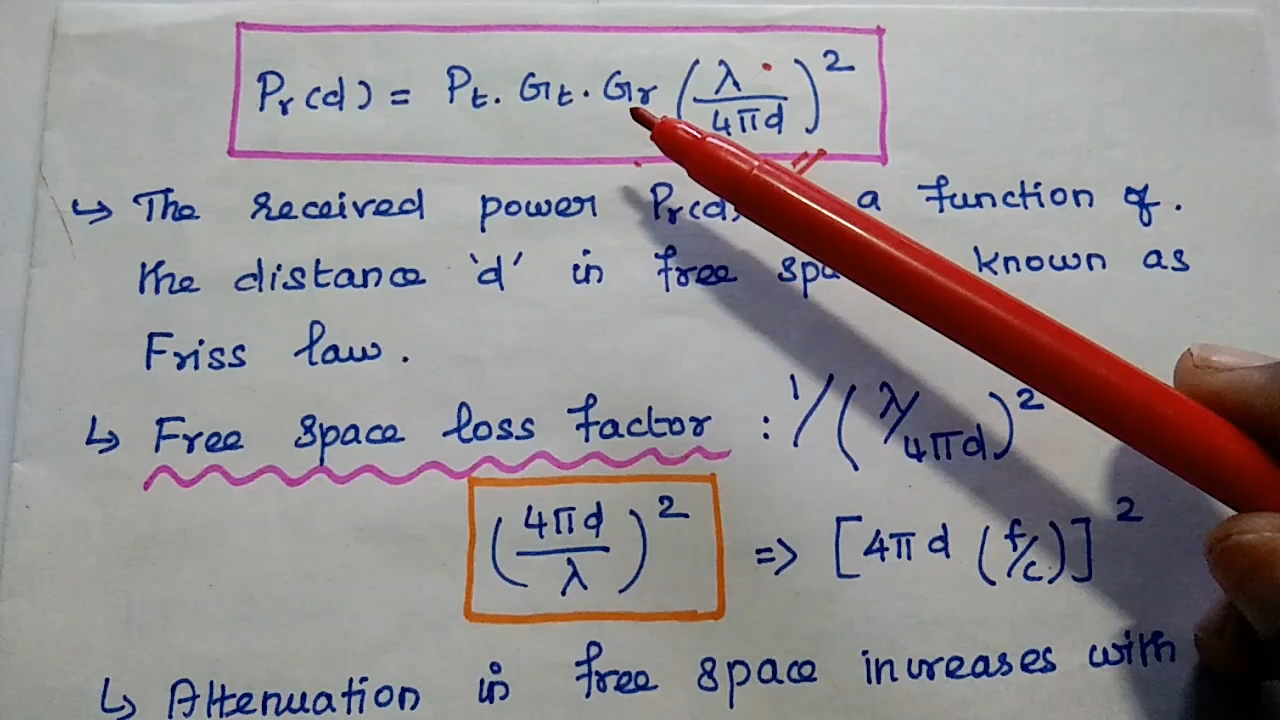 Pr(d) = Pt. Gt. Gr (λ/4πd)²
↳ The received power Pr(d) a function of.
the distance 'd' in free known as
Friss law.
↳ Free space loss factor : 1/(λ/4πd)²
(4πd/λ)² => [4πd (f/c)]²
↳ Attenuation in free space increases with